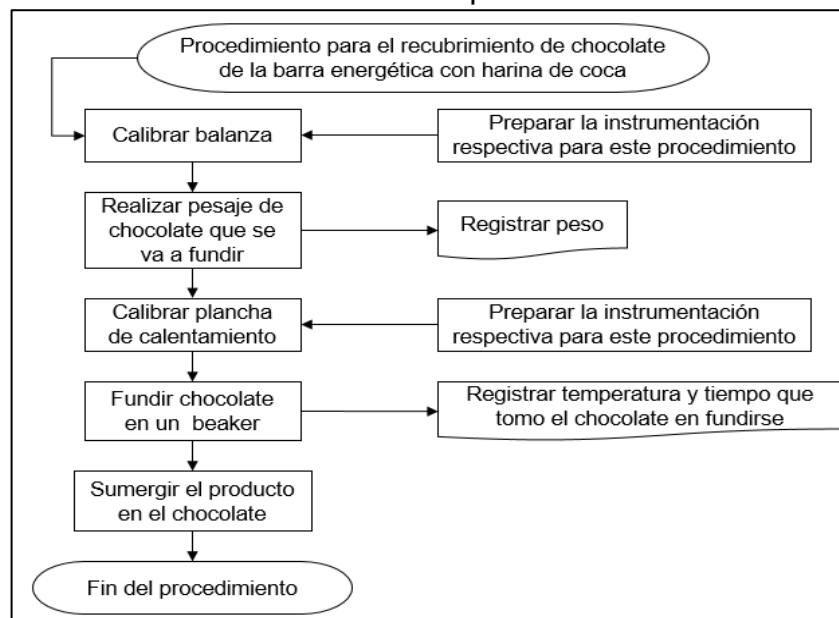 Procedimiento para el recubrimiento de chocolate
de la barra energética con harina de coca
Calibrar balanza
Preparar la instrumentación
respectiva para este procedimiento
Realizar pesaje de
chocolate que se
va a fundir
Registrar peso
Calibrar plancha
de calentamiento
Preparar la instrumentación
respectiva para este procedimiento
Fundir chocolate
en un beaker
Registrar temperatura y tiempo que
tomo el chocolate en fundirse
Sumergir el producto
en el chocolate
Fin del procedimiento